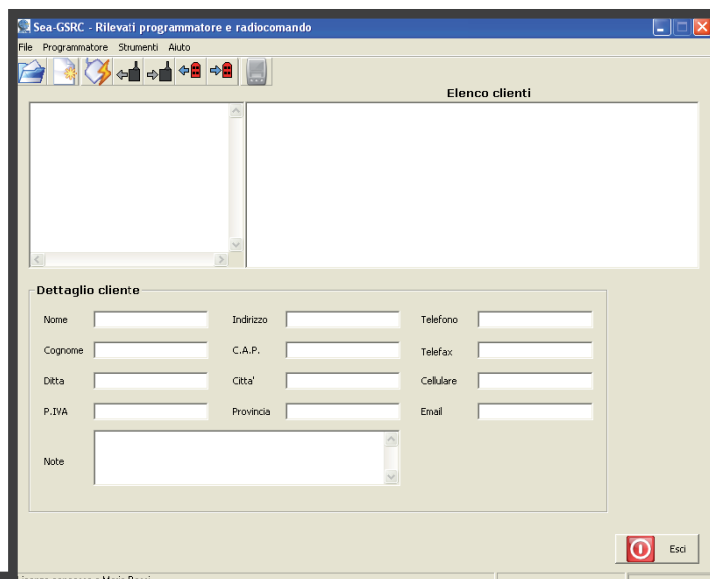 Sea-GSRC - Rilevati programmatore e radiocomando
File Programmatore Strumenti Aiuto
Elenco clienti
Dettaglio cliente
Nome Indirizzo Telefono
Cognome C.A.P. Telefax
Ditta Citta' Cellulare
P.IVA Provincia Email
Note
Esci